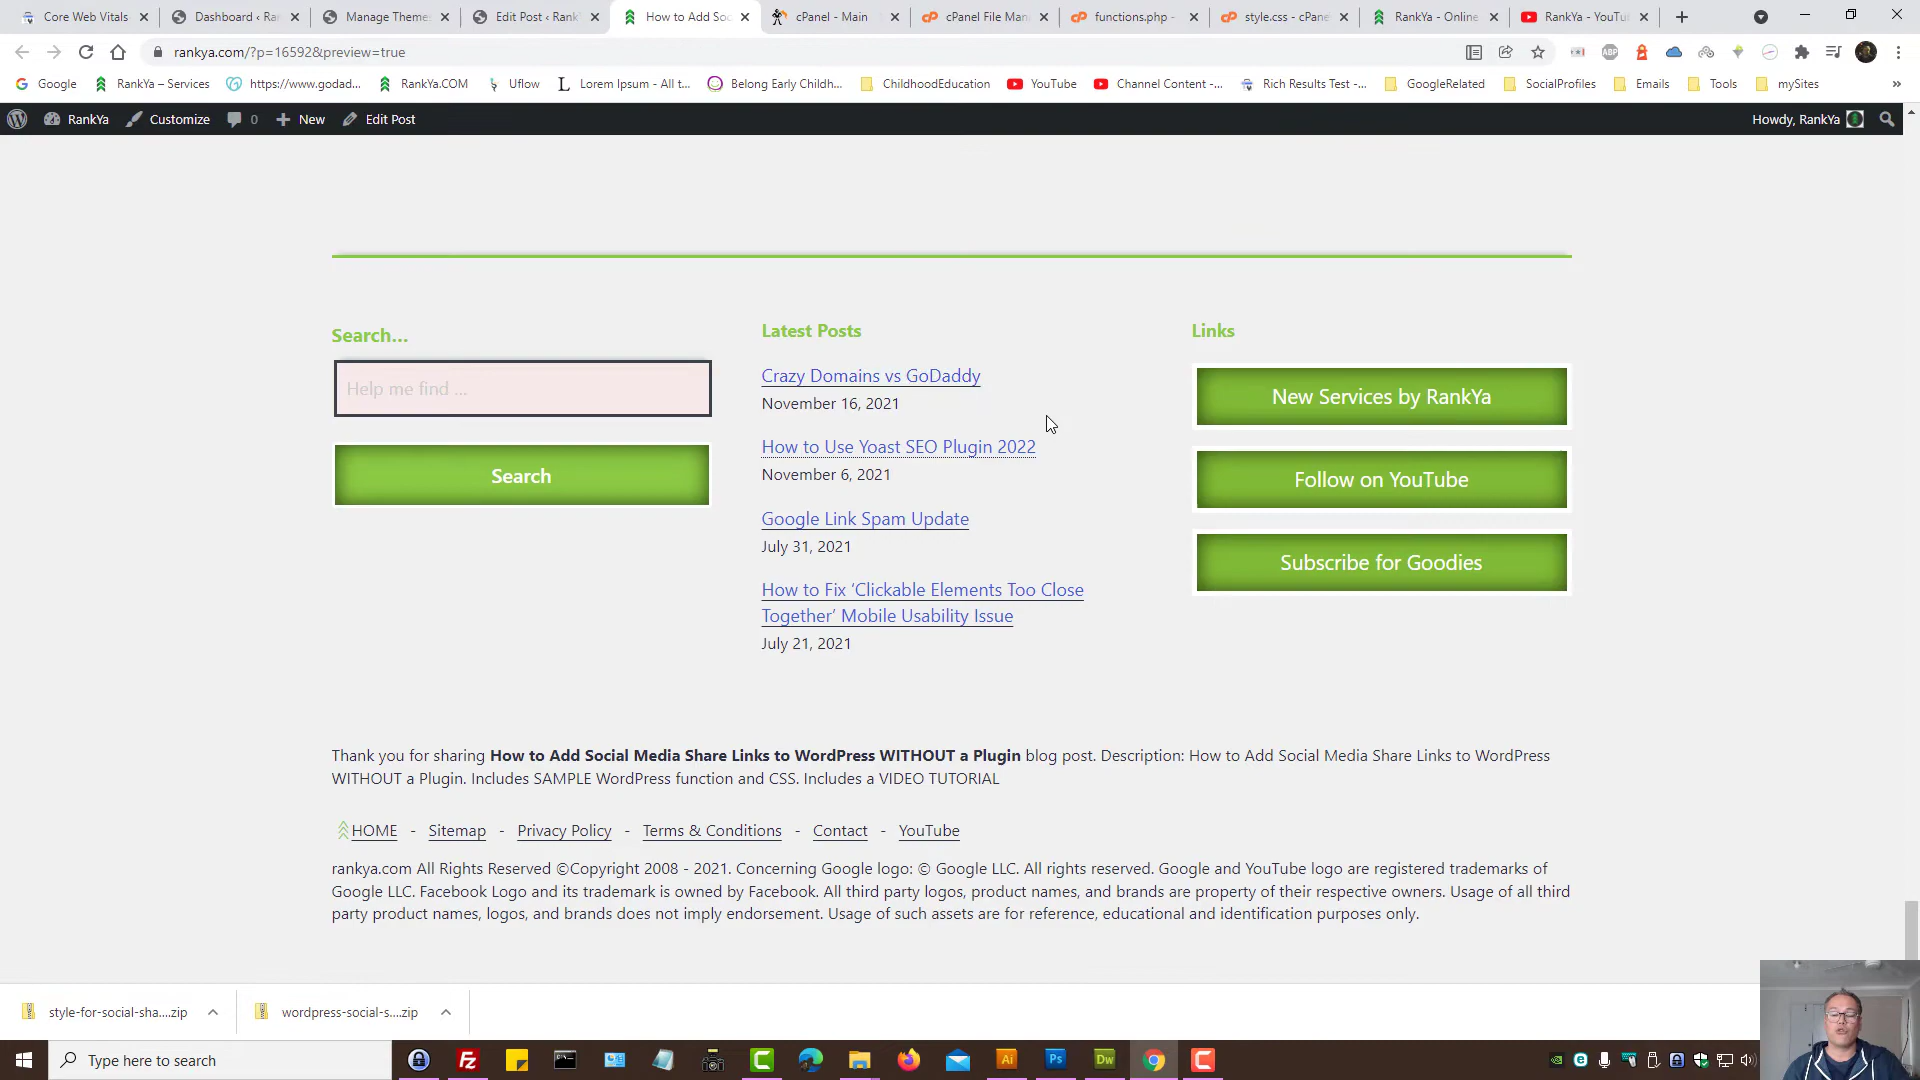 Core Web Vitals
Dashboard ‹ Ra
Manage Theme
Edit Post ‹ Rank
How to Add Soc
cPanel - Main
cPanel File Man
functions.php -
style.css - cPane
RankYa - Online
RankYa - YouTu
rankya.com/?p=16592&preview=true
ABP
Google
RankYa – Services
https://www.godad...
RankYa.COM
Uflow
Lorem Ipsum - All t...
Belong Early Childh...
ChildhoodEducation
YouTube
Channel Content -...
Rich Results Test -...
GoogleRelated
SocialProfiles
Emails
Tools
mySites
»
RankYa
Customize
0
New
Edit Post
Howdy, RankYa
Search...
Help me find ...
Search
Latest Posts
Crazy Domains vs GoDaddy
November 16, 2021
How to Use Yoast SEO Plugin 2022
November 6, 2021
Google Link Spam Update
July 31, 2021
How to Fix ‘Clickable Elements Too Close
Together’ Mobile Usability Issue
July 21, 2021
Links
New Services by RankYa
Follow on YouTube
Subscribe for Goodies
Thank you for sharing How to Add Social Media Share Links to WordPress WITHOUT a Plugin blog post. Description: How to Add Social Media Share Links to WordPress
WITHOUT a Plugin. Includes SAMPLE WordPress function and CSS. Includes a VIDEO TUTORIAL
HOME - Sitemap - Privacy Policy - Terms & Conditions - Contact - YouTube
rankya.com All Rights Reserved ©Copyright 2008 - 2021. Concerning Google logo: © Google LLC. All rights reserved. Google and YouTube logo are registered trademarks of
Google LLC. Facebook Logo and its trademark is owned by Facebook. All third party logos, product names, and brands are property of their respective owners. Usage of all third
party product names, logos, and brands does not imply endorsement. Usage of such assets are for reference, educational and identification purposes only.
style-for-social-sha....zip
wordpress-social-s....zip
Type here to search
Fz
Ai
Ps
Dw